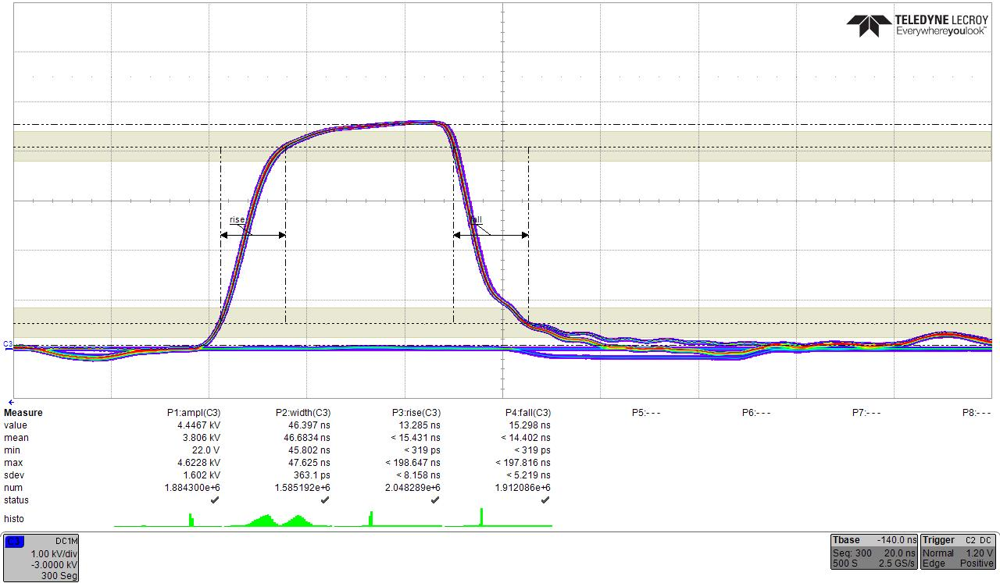 TELEDYNE LECROY
Everywhereyoulook™
rise
fall
C3
Measure P1:ampl(C3) P2:width(C3) P3:rise(C3) P4:fall(C3) P5:--- P6:--- P7:--- P8:---
value 4.4467 kV 46.397 ns 13.285 ns 15.298 ns
mean 3.806 kV 46.6834 ns < 15.431 ns < 14.402 ns
min 22.0 V 45.802 ns < 319 ps < 319 ps
max 4.6228 kV 47.625 ns < 198.647 ns < 197.816 ns
sdev 1.602 kV 363.1 ps < 8.158 ns < 5.219 ns
num 1.884300e+6 1.585192e+6 2.048289e+6 1.912086e+6
status
histo
C3 DC1M
1.00 kV/div
-3.0000 kV
300 Seg
Tbase -140.0 ns
Seq: 300 20.0 ns
500 S 2.5 GS/s
Trigger C2 DC
Normal 1.20 V
Edge Positive